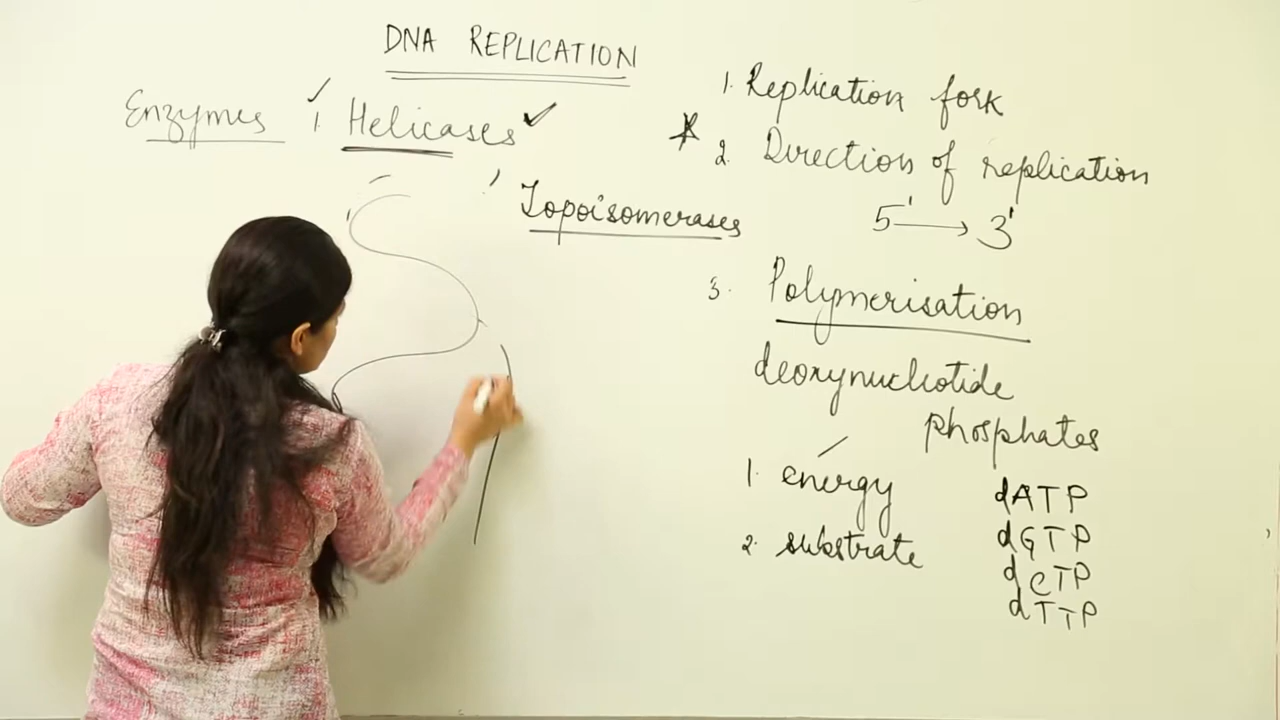 DNA REPLICATION
Enzymes 1. Helicases
Topoisomerases
1. Replication fork
2. Direction of replication
5' → 3'
3. Polymerisation
deoxynucleotide
phosphates
1. energy
2. substrate
dATP
dGTP
dCTP
dTTP